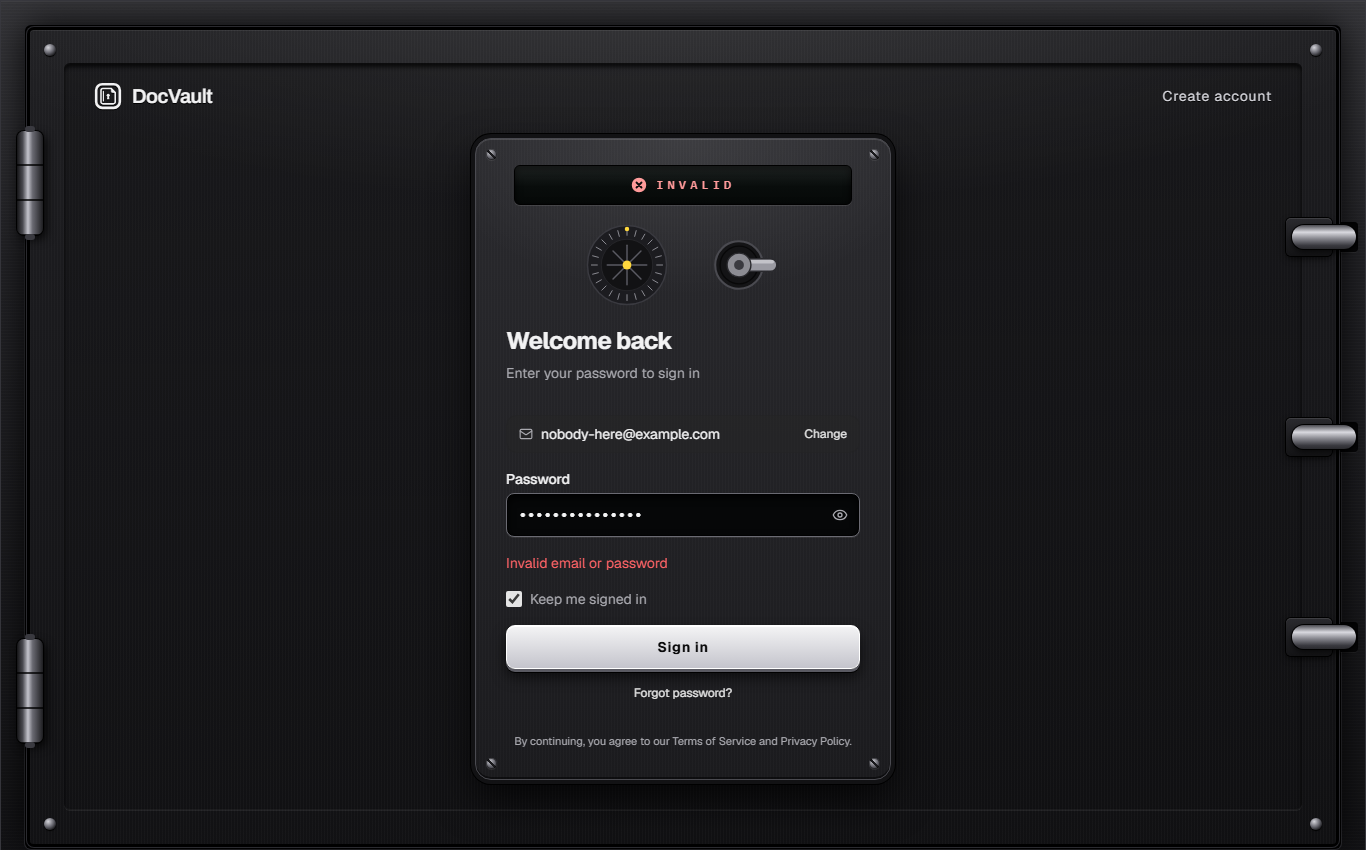 DocVault
Create account
INVALID
Welcome back
Enter your password to sign in
nobody-here@example.com
Change
Password
•••••••••••••••
Invalid email or password
Keep me signed in
Sign in
Forgot password?
By continuing, you agree to our Terms of Service and Privacy Policy.